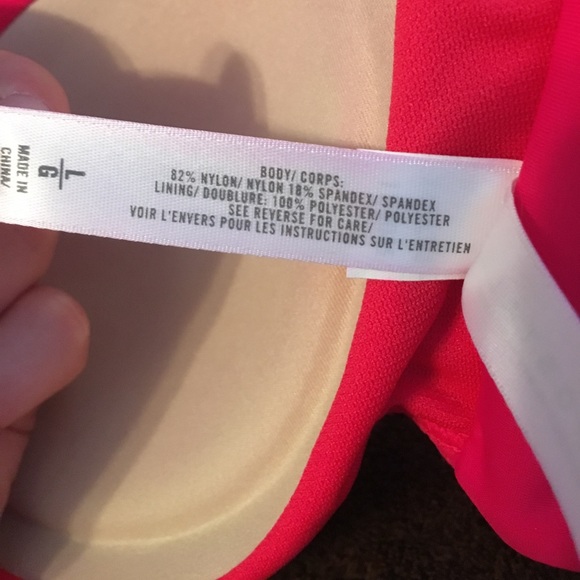 BODY/ CORPS:
82% NYLON/ NYLON 18% SPANDEX/ SPANDEX
LINING/ DOUBLURE: 100% POLYESTER/ POLYESTER
SEE REVERSE FOR CARE/
VOIR L'ENVERS POUR LES INSTRUCTIONS SUR L'ENTRETIEN
L
G
MADE IN
CHINA/